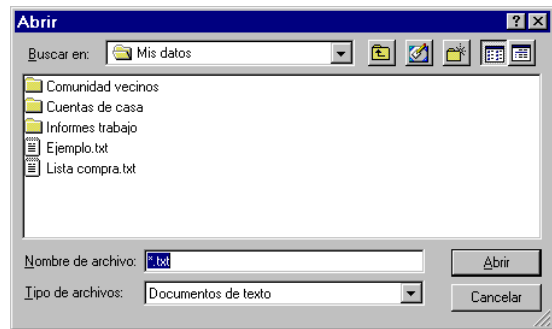 Abrir
Buscar en: Mis datos
Comunidad vecinos
Cuentas de casa
Informes trabajo
Ejemplo.txt
Lista compra.txt
Nombre de archivo: *.txt Abrir
Tipo de archivos: Documentos de texto Cancelar